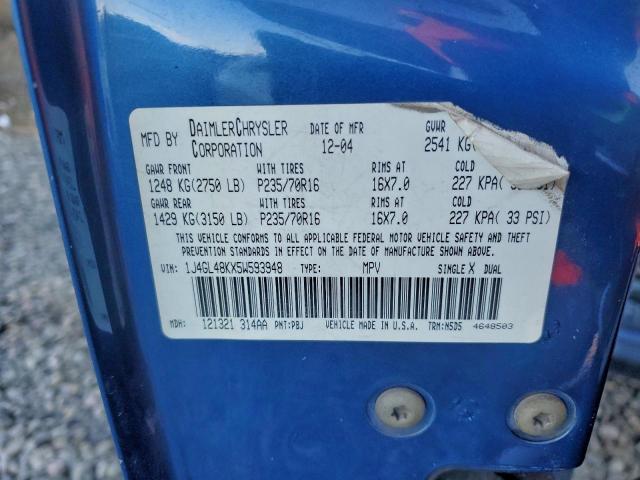 MFD BY DAIMLERCHRYSLER CORPORATION DATE OF MFR 12-04 GVWR 2541 KG
GAWR FRONT WITH TIRES RIMS AT COLD
1248 KG(2750 LB) P235/70R16 16X7.0 227 KPA( SI)
GAWR REAR WITH TIRES RIMS AT COLD
1429 KG(3150 LB) P235/70R16 16X7.0 227 KPA( 33 PSI)
THIS VEHICLE CONFORMS TO ALL APPLICABLE FEDERAL MOTOR VEHICLE SAFETY AND THEFT
PREVENTION STANDARDS IN EFFECT ON THE DATE OF MANUFACTURE SHOWN ABOVE.
VIN: 1J4GL48KX5W593948 TYPE: MPV SINGLE X DUAL
MDH: 121321 314AA PNT:PBJ VEHICLE MADE IN U.S.A. TRM:N5D5 4648503